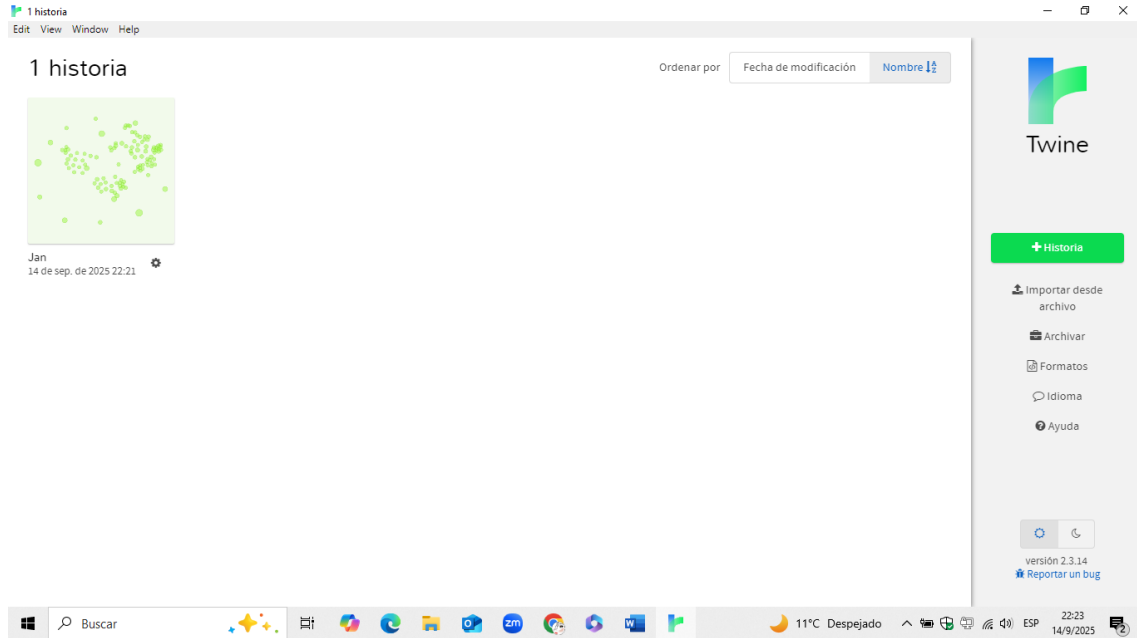 1 historia
Edit View Window Help
1 historia
Ordenar por Fecha de modificación Nombre
Twine
Jan
14 de sep. de 2025 22:21
+Historia
Importar desde
archivo
Archivar
Formatos
Idioma
Ayuda
versión 2.3.14
Reportar un bug
Buscar
zm
W
11°C Despejado
ESP
22:23
14/9/2025
2